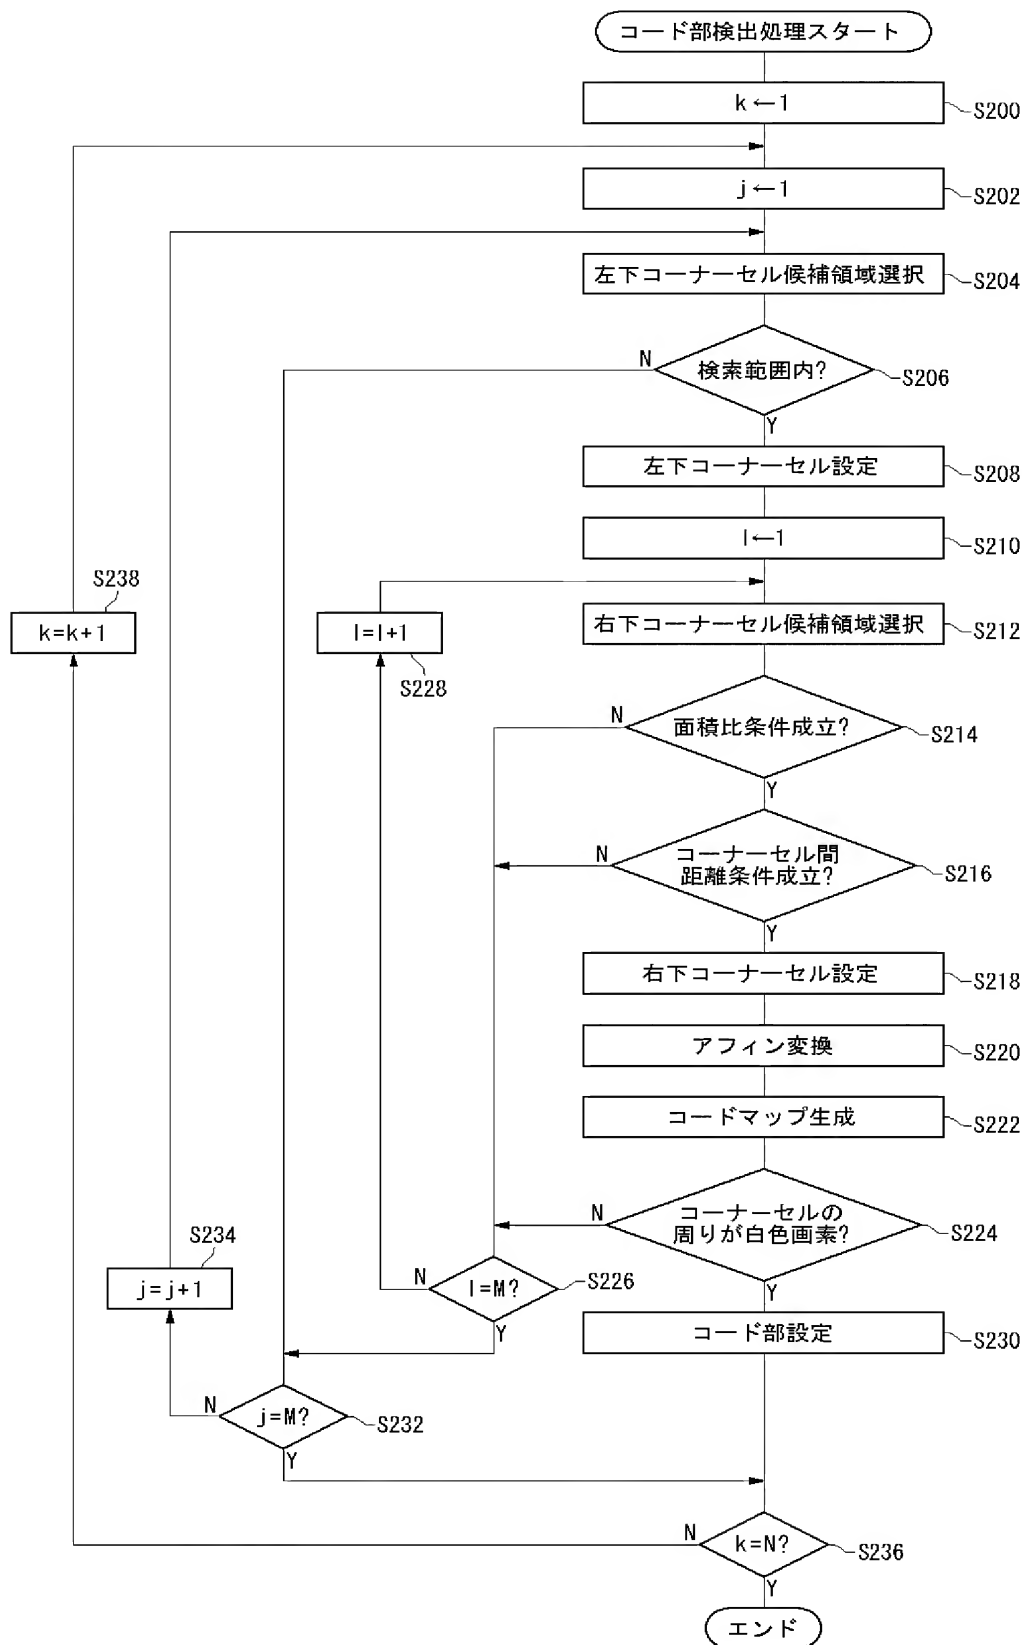 コード部検出処理スタート
k←1
S200
j←1
S202
左下コーナーセル候補領域選択
S204
検索範囲内?
N
S206
Y
左下コーナーセル設定
S208
l←1
S210
S238
k=k+1
l=l+1
S228
右下コーナーセル候補領域選択
S212
N
面積比条件成立?
S214
Y
N
コーナーセル間
距離条件成立?
S216
Y
右下コーナーセル設定
S218
アフィン変換
S220
コードマップ生成
S222
N
コーナーセルの
周りが白色画素?
S224
Y
S234
j=j+1
N
l=M?
S226
Y
コード部設定
S230
N
j=M?
S232
Y
N
k=N?
S236
Y
エンド